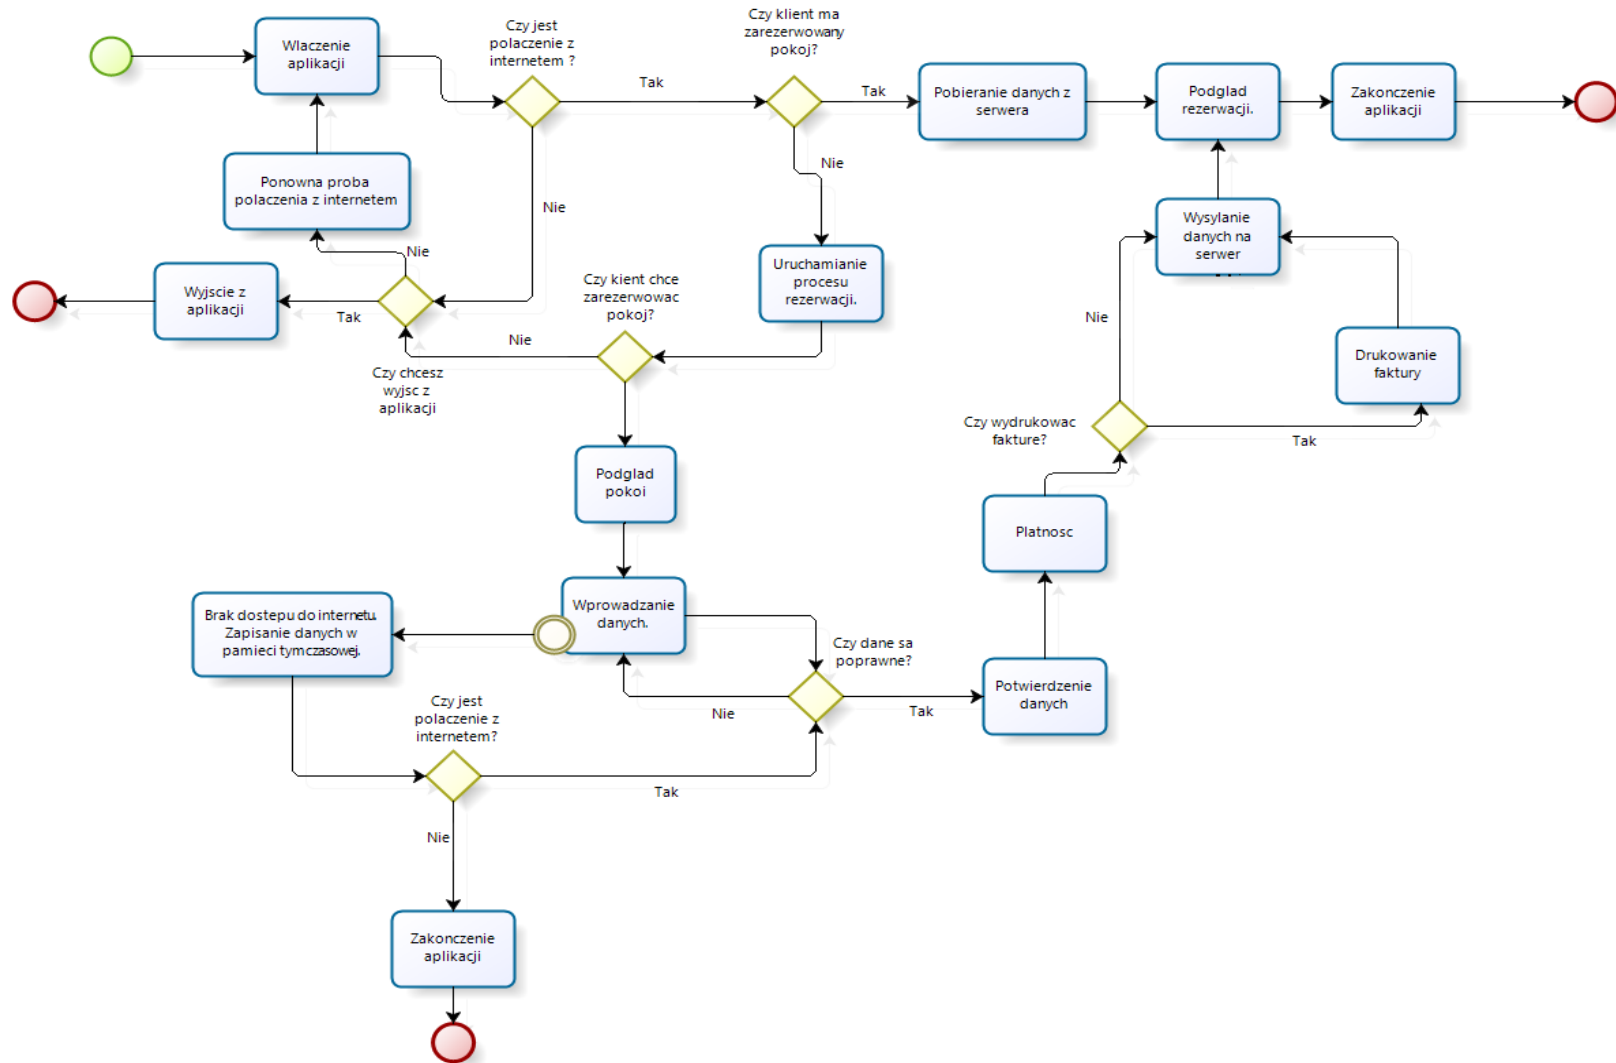 Czy klient ma
zarezerwowany
pokoj?
Czy jest
polaczenie z
internetem ?
Wlaczenie
aplikacji
Tak
Tak
Pobieranie danych z
serwera
Podglad
rezerwacji.
Zakonczenie
aplikacji
Nie
Ponowna proba
polaczenia z internetem
Nie
Wysylanie
danych na
serwer
Nie
Uruchamianie
procesu
rezerwacji.
Czy kient chce
zarezerwowac
pokoj?
Wyjscie z
aplikacji
Tak
Nie
Nie
Czy chcesz
wyjsc z
aplikacji
Drukowanie
faktury
Czy wydrukowac
fakture?
Tak
Podglad
pokoi
Platnosc
Wprowadzanie
danych.
Brak dostepu do internetu.
Zapisanie danych w
pamieci tymczasowej.
Czy dane sa
poprawne?
Nie
Tak
Potwierdzenie
danych
Czy jest
polaczenie z
internetem?
Tak
Nie
Zakonczenie
aplikacji